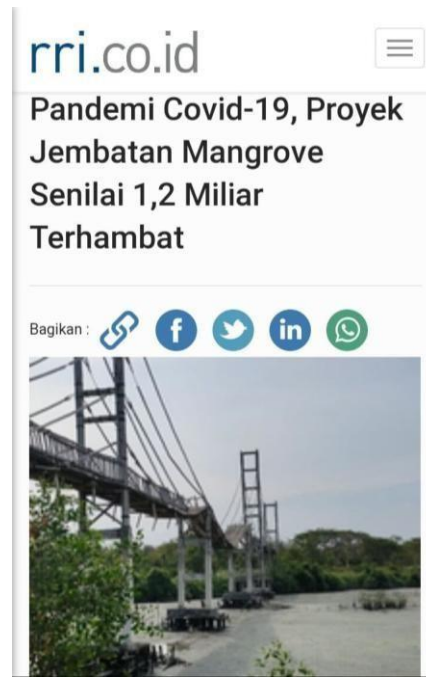 rri.co.id
Pandemi Covid-19, Proyek
Jembatan Mangrove
Senilai 1,2 Miliar
Terhambat
Bagikan :